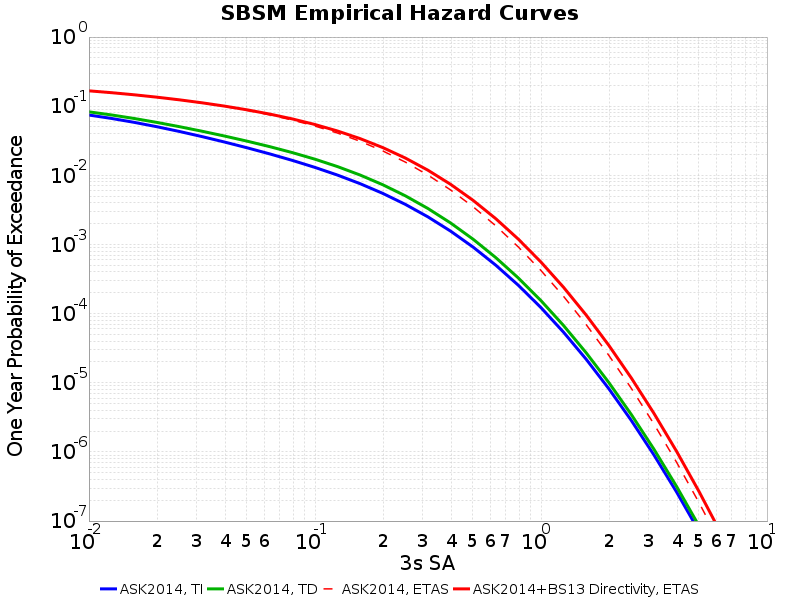 SBSM Empirical Hazard Curves
One Year Probability of Exceedance
10^0
10^-1
10^-2
10^-3
10^-4
10^-5
10^-6
10^-7
10^-2 2 3 4 5 6 10^-1 2 3 4 5 6 7 10^0 2 3 4 5 6 7 10^1
3s SA
ASK2014, TI ASK2014, TD ASK2014, ETAS ASK2014+BS13 Directivity, ETAS